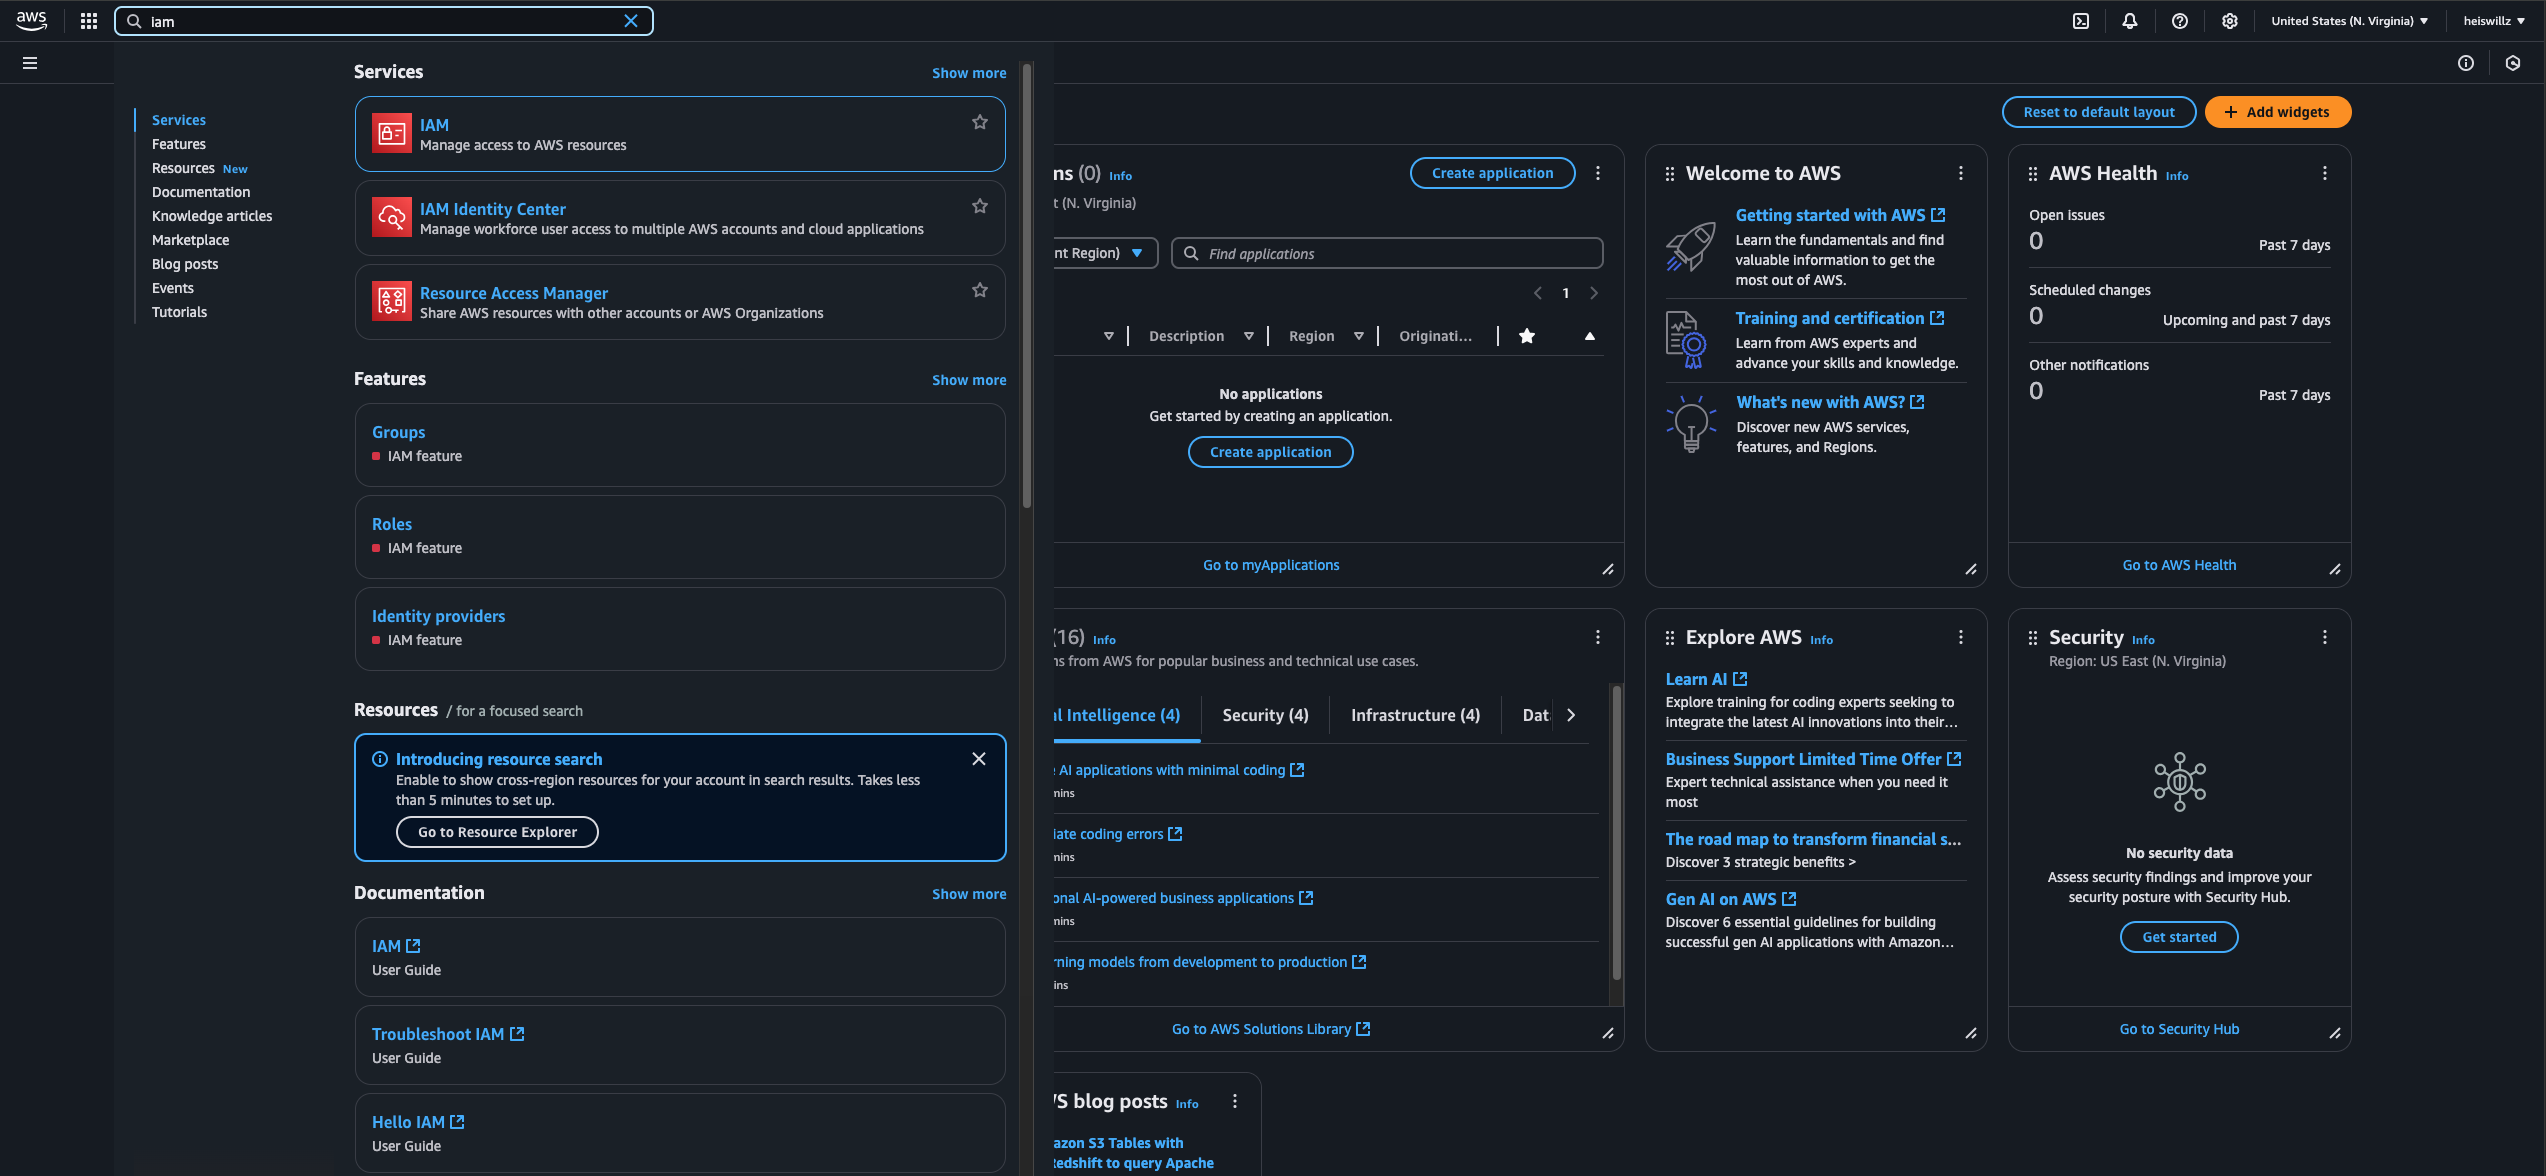 aws
iam
United States (N. Virginia)
heiswillz
Services
Features
Resources New
Documentation
Knowledge articles
Marketplace
Blog posts
Events
Tutorials
Services
Show more
IAM
Manage access to AWS resources
IAM Identity Center
Manage workforce user access to multiple AWS accounts and cloud applications
Resource Access Manager
Share AWS resources with other accounts or AWS Organizations
Features
Show more
Groups
IAM feature
Roles
IAM feature
Identity providers
IAM feature
Resources / for a focused search
Introducing resource search
Enable to show cross-region resources for your account in search results. Takes less
than 5 minutes to set up.
Go to Resource Explorer
Documentation
Show more
IAM
User Guide
Troubleshoot IAM
User Guide
Hello IAM
User Guide
Reset to default layout
+ Add widgets
ns (0) Info
Create application
t (N. Virginia)
nt Region)
Find applications
1
Description
Region
Originati...
No applications
Get started by creating an application.
Create application
Go to myApplications
Welcome to AWS
Getting started with AWS
Learn the fundamentals and find
valuable information to get the
most out of AWS.
Training and certification
Learn from AWS experts and
advance your skills and knowledge.
What's new with AWS?
Discover new AWS services,
features, and Regions.
AWS Health Info
Open issues
0
Past 7 days
Scheduled changes
0
Upcoming and past 7 days
Other notifications
0
Past 7 days
Go to AWS Health
(16) Info
ns from AWS for popular business and technical use cases.
al Intelligence (4)
Security (4)
Infrastructure (4)
Dat
AI applications with minimal coding
mins
iate coding errors
mins
onal AI-powered business applications
mins
rning models from development to production
ins
Go to AWS Solutions Library
Explore AWS Info
Learn AI
Explore training for coding experts seeking to
integrate the latest AI innovations into their...
Business Support Limited Time Offer
Expert technical assistance when you need it
most
The road map to transform financial s...
Discover 3 strategic benefits >
Gen AI on AWS
Discover 6 essential guidelines for building
successful gen AI applications with Amazon...
Security Info
Region: US East (N. Virginia)
No security data
Assess security findings and improve your
security posture with Security Hub.
Get started
Go to Security Hub
VS blog posts Info
azon S3 Tables with
Redshift to query Apache